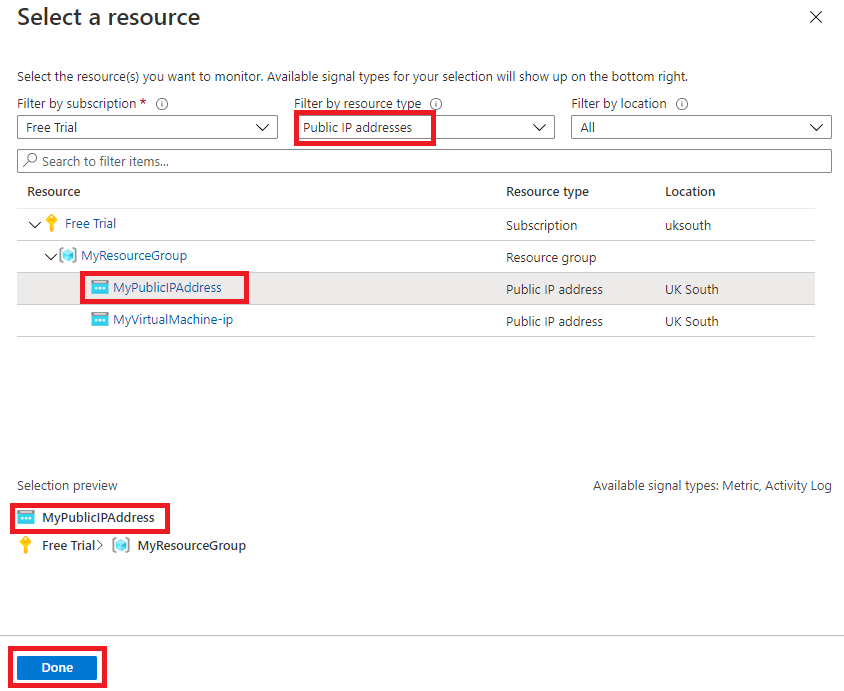 Select a resource
Select the resource(s) you want to monitor. Available signal types for your selection will show up on the bottom right.
Filter by subscription * Filter by resource type Filter by location
Free Trial Public IP addresses All
Search to filter items...
Resource Resource type Location
Free Trial Subscription uksouth
MyResourceGroup Resource group
MyPublicIPAddress Public IP address UK South
MyVirtualMachine-ip Public IP address UK South
Selection preview Available signal types: Metric, Activity Log
MyPublicIPAddress
Free Trial> MyResourceGroup
Done